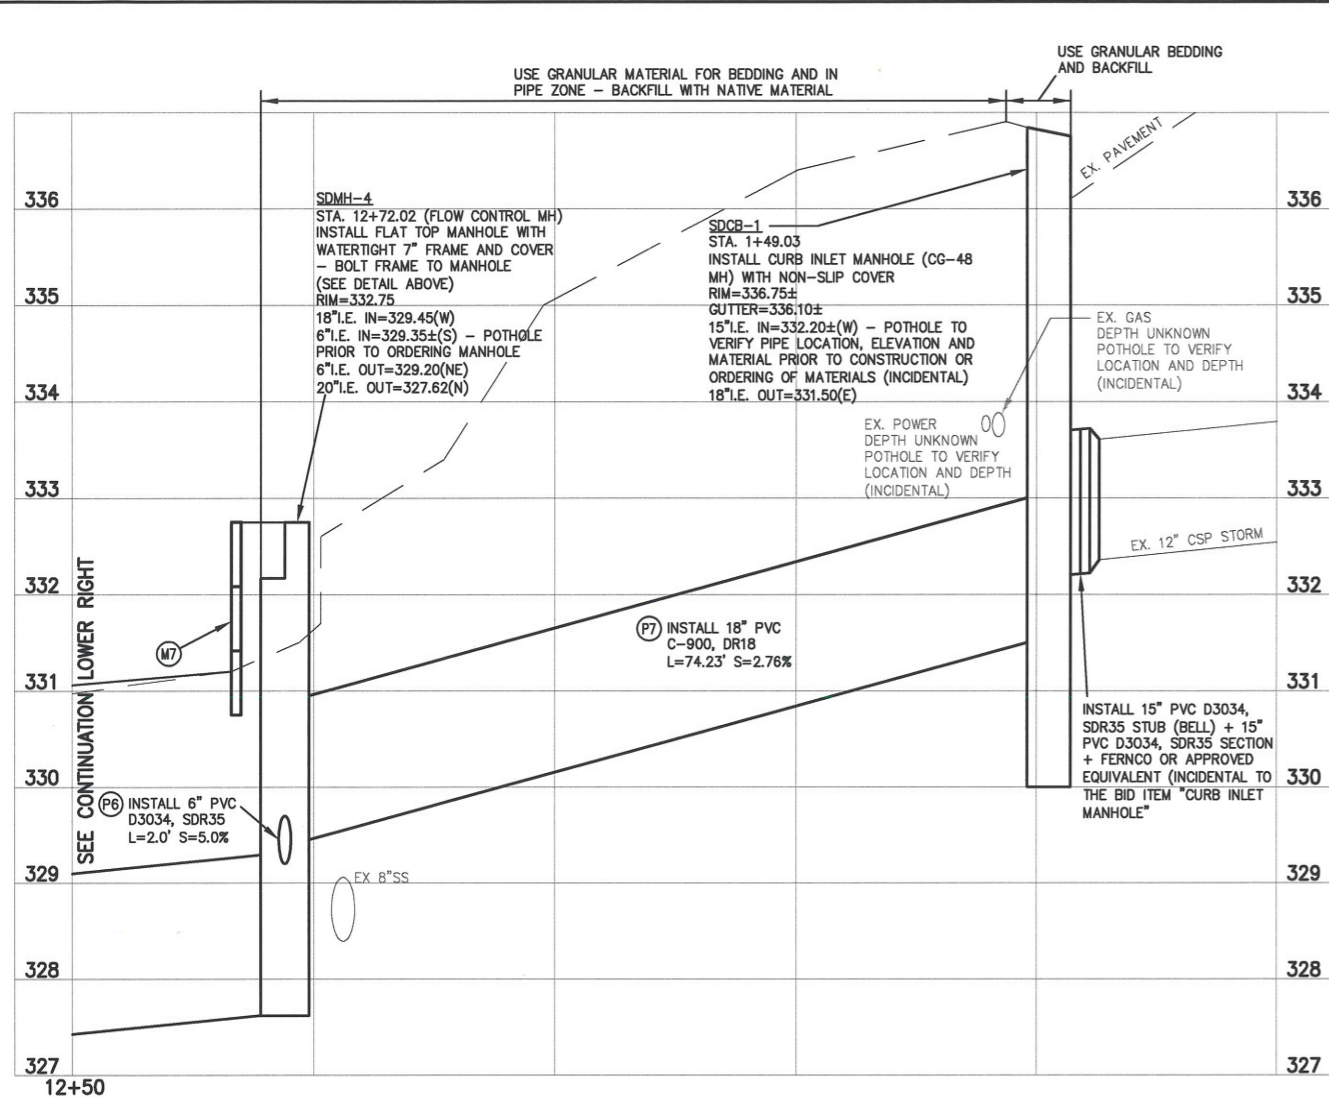 USE GRANULAR MATERIAL FOR BEDDING AND IN
PIPE ZONE – BACKFILL WITH NATIVE MATERIAL
USE GRANULAR BEDDING
AND BACKFILL
EX. PAVEMENT
336
335
334
333
332
331
330
329
328
327
12+50
SEE CONTINUATION LOWER RIGHT
SDMH-4
STA. 12+72.02 (FLOW CONTROL MH)
INSTALL FLAT TOP MANHOLE WITH
WATERTIGHT 7" FRAME AND COVER
– BOLT FRAME TO MANHOLE
(SEE DETAIL ABOVE)
RIM=332.75
18"I.E. IN=329.45(W)
6"I.E. IN=329.35±(S) – POTHOLE
PRIOR TO ORDERING MANHOLE
6"I.E. OUT=329.20(NE)
20"I.E. OUT=327.62(N)
SDCB-1
STA. 1+49.03
INSTALL CURB INLET MANHOLE (CG-48
MH) WITH NON-SLIP COVER
RIM=336.75±
GUTTER=336.10±
15"I.E. IN=332.20±(W) – POTHOLE TO
VERIFY PIPE LOCATION, ELEVATION AND
MATERIAL PRIOR TO CONSTRUCTION OR
ORDERING OF MATERIALS (INCIDENTAL)
18"I.E. OUT=331.50(E)
EX. GAS
DEPTH UNKNOWN
POTHOLE TO VERIFY
LOCATION AND DEPTH
(INCIDENTAL)
EX. POWER
DEPTH UNKNOWN
POTHOLE TO VERIFY
LOCATION AND DEPTH
(INCIDENTAL)
EX. 12" CSP STORM
M7
P7 INSTALL 18" PVC
C-900, DR18
L=74.23' S=2.76%
INSTALL 15" PVC D3034,
SDR35 STUB (BELL) + 15"
PVC D3034, SDR35 SECTION
+ FERNCO OR APPROVED
EQUIVALENT (INCIDENTAL TO
THE BID ITEM "CURB INLET
MANHOLE"
P6 INSTALL 6" PVC
D3034, SDR35
L=2.0' S=5.0%
EX 8"SS
336
335
334
333
332
331
330
329
328
327